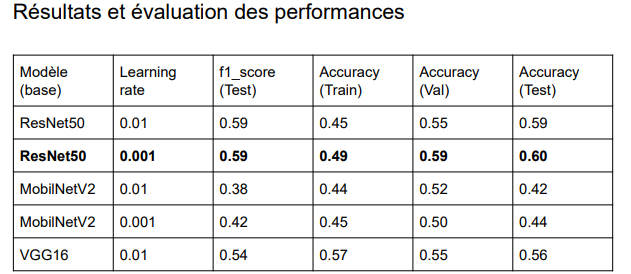 Résultats et évaluation des performances
Modèle (base) Learning rate f1_score (Test) Accuracy (Train) Accuracy (Val) Accuracy (Test)
ResNet50 0.01 0.59 0.45 0.55 0.59
ResNet50 0.001 0.59 0.49 0.59 0.60
MobilNetV2 0.01 0.38 0.44 0.52 0.42
MobilNetV2 0.001 0.42 0.45 0.50 0.44
VGG16 0.01 0.54 0.57 0.55 0.56